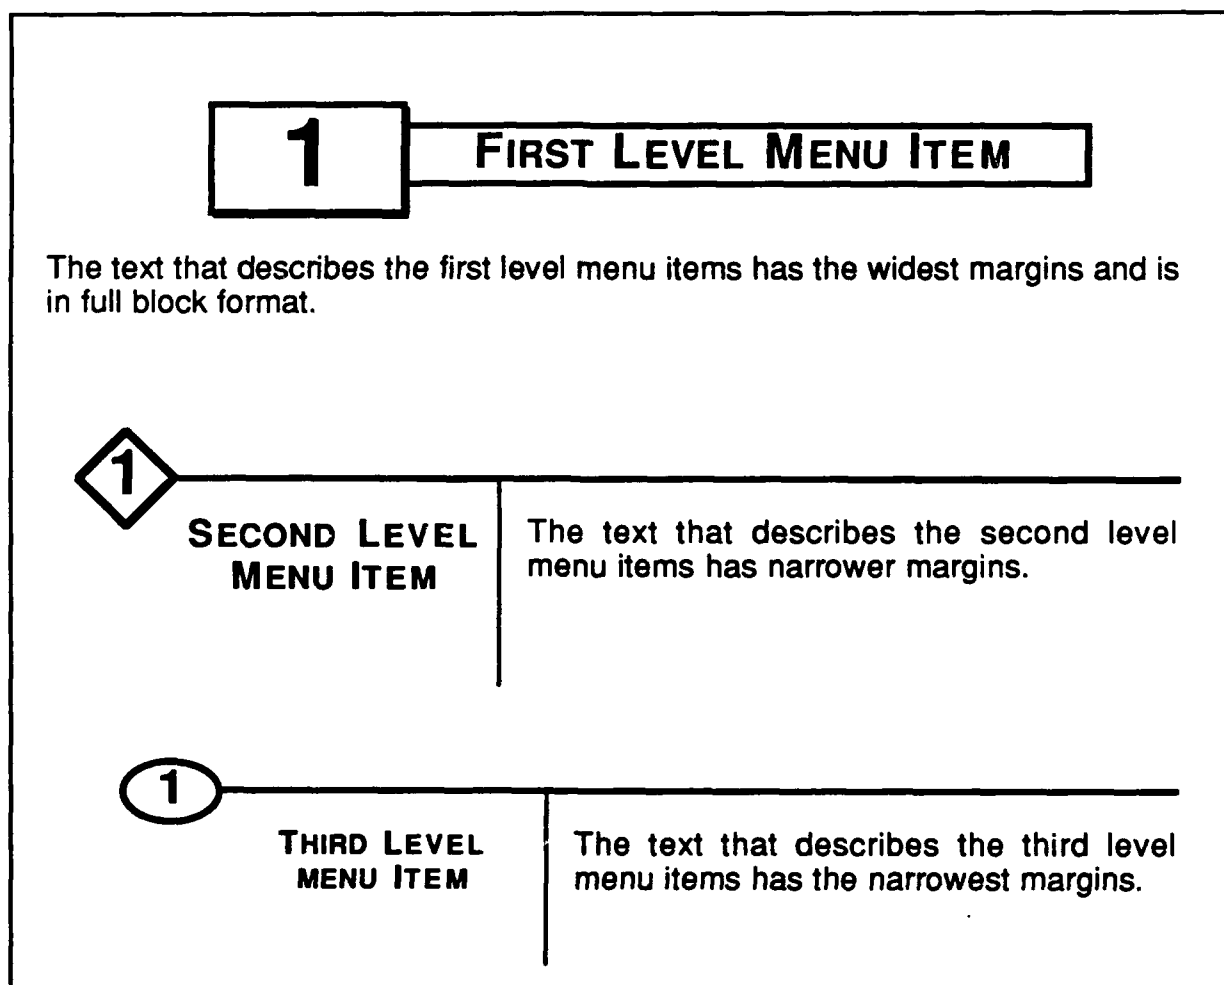 1
FIRST LEVEL MENU ITEM
The text that describes the first level menu items has the widest margins and is
in full block format.
1
SECOND LEVEL
MENU ITEM
The text that describes the second level
menu items has narrower margins.
1
THIRD LEVEL
MENU ITEM
The text that describes the third level
menu items has the narrowest margins.